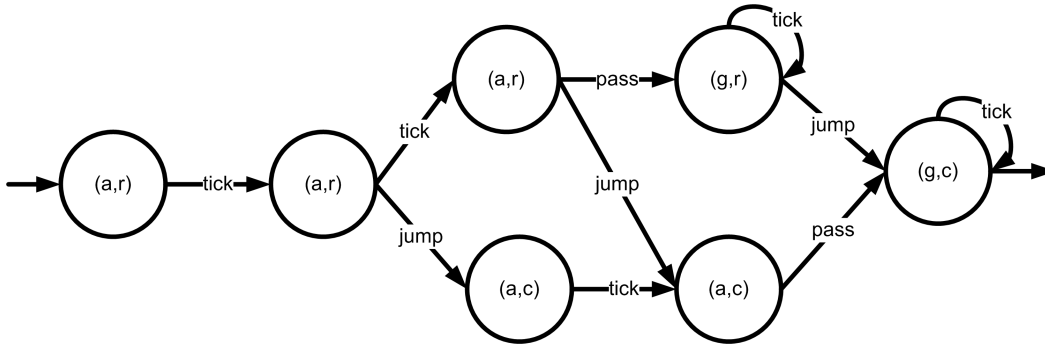 tick
(a,r)
pass
(g,r)
tick
tick
jump
(a,r)
tick
(a,r)
jump
(g,c)
jump
pass
(a,c)
tick
(a,c)